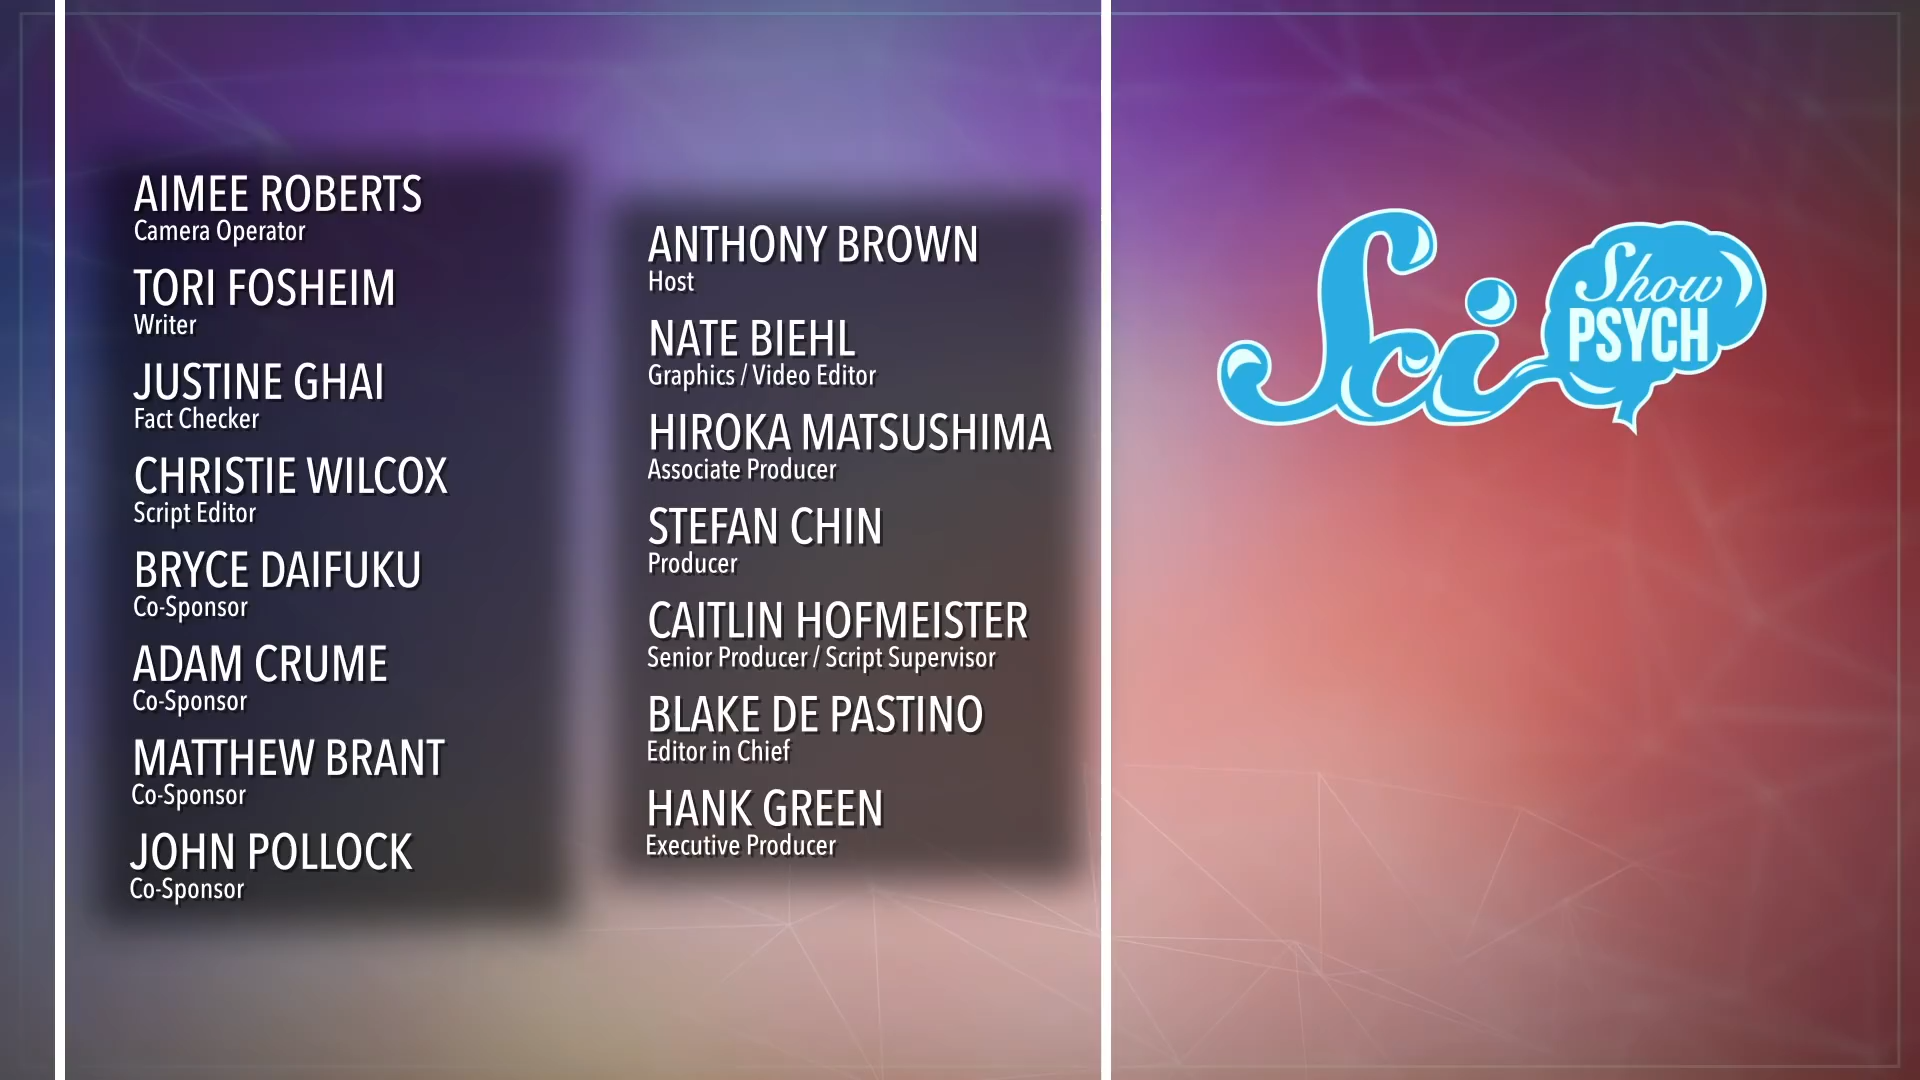 AIMEE ROBERTS
Camera Operator
TORI FOSHEIM
Writer
JUSTINE GHAI
Fact Checker
CHRISTIE WILCOX
Script Editor
BRYCE DAIFUKU
Co-Sponsor
ADAM CRUME
Co-Sponsor
MATTHEW BRANT
Co-Sponsor
JOHN POLLOCK
Co-Sponsor
ANTHONY BROWN
Host
NATE BIEHL
Graphics / Video Editor
HIROKA MATSUSHIMA
Associate Producer
STEFAN CHIN
Producer
CAITLIN HOFMEISTER
Senior Producer / Script Supervisor
BLAKE DE PASTINO
Editor in Chief
HANK GREEN
Executive Producer
Sci
Show
PSYCH